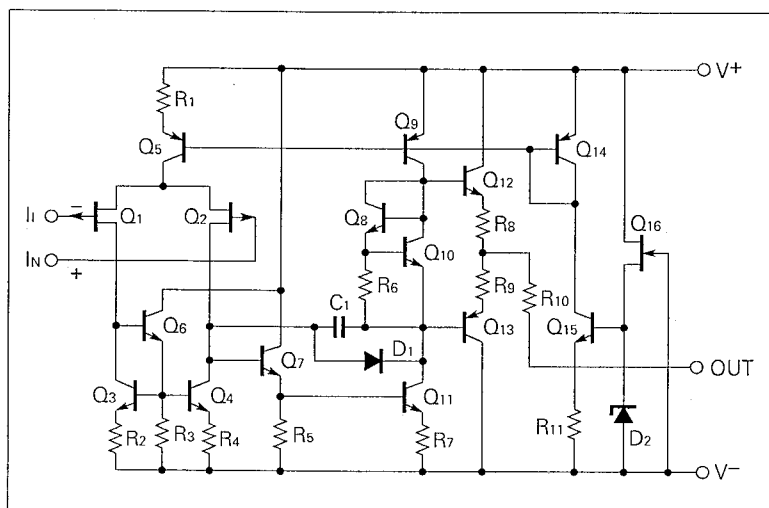 V+
R1
Q5
Q9
Q14
Q12
Q16
II
−
Q1
Q2
Q8
R8
IN
+
Q10
Q6
R6
R9
R10
C1
Q13
Q15
Q7
D1
OUT
Q3
Q4
Q11
R11
D2
R2
R3
R4
R5
R7
V−